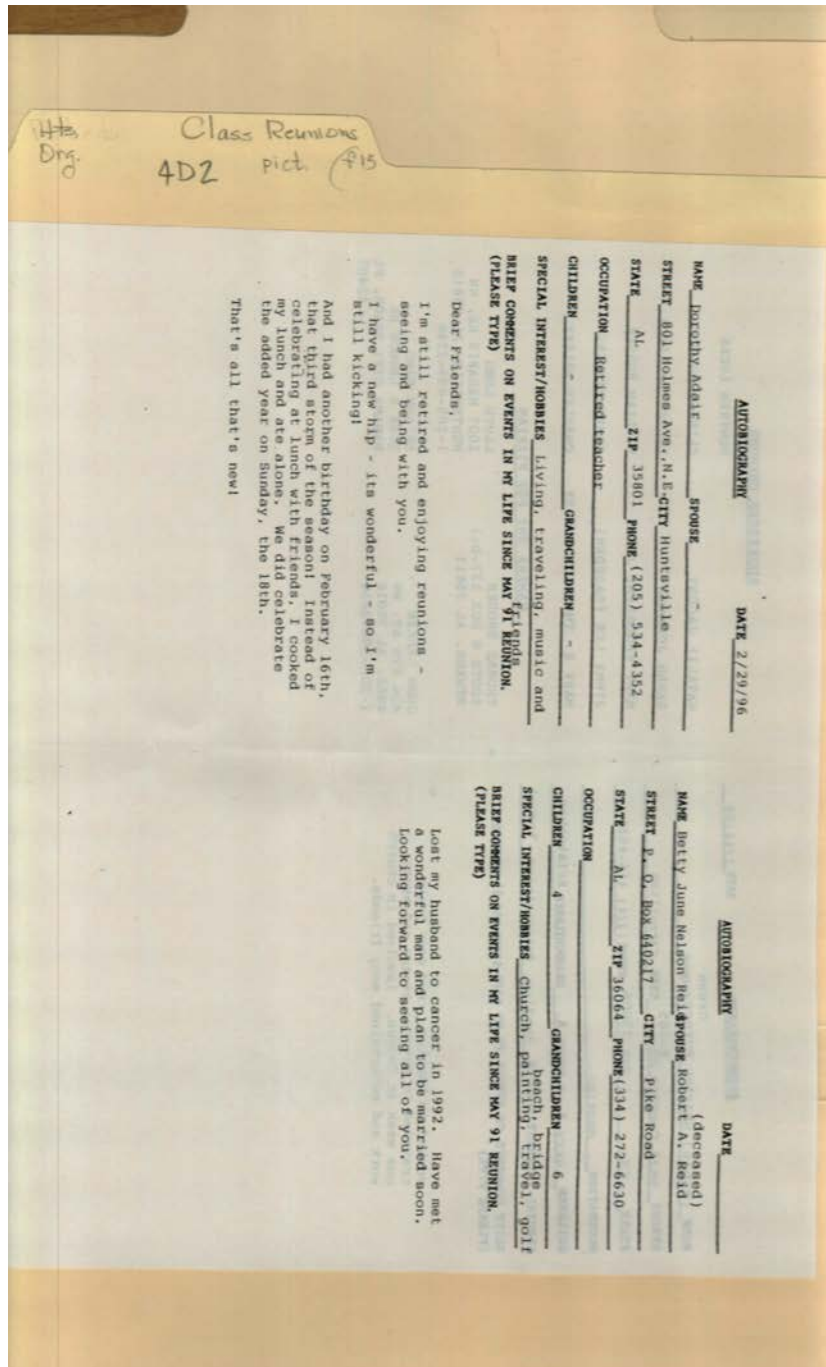 Hts.
Org.
Class Reunions
4D2 pict.
AUTOBIOGRAPHY
DATE 2/29/96
NAME Dorothy Adair SPOUSE -
STREET 801 Holmes Ave.,N.E. CITY Huntsville
STATE AL ZIP 35801 PHONE (205) 534-4352
OCCUPATION Retired teacher
CHILDREN - GRANDCHILDREN -
SPECIAL INTEREST/HOBBIES Living, traveling, music and
friends
BRIEF COMMENTS ON EVENTS IN MY LIFE SINCE MAY 91 REUNION.
(PLEASE TYPE)
Dear Friends,
I'm still retired and enjoying reunions -
seeing and being with you.
I have a new hip - its wonderful - so I'm
still kicking!
And I had another birthday on February 16th,
that third storm of the season! Instead of
celebrating at lunch with friends, I cooked
my lunch and ate alone. We did celebrate
the added year on Sunday, the 18th.
That's all that's new!
AUTOBIOGRAPHY
DATE
(deceased)
NAME Betty June Nelson Reid SPOUSE Robert A. Reid
STREET P. O. Box 640217 CITY Pike Road
STATE AL ZIP 36064 PHONE (334) 272-6630
OCCUPATION
CHILDREN 4 GRANDCHILDREN 6
beach, bridge
SPECIAL INTEREST/HOBBIES Church, painting, travel, golf
BRIEF COMMENTS ON EVENTS IN MY LIFE SINCE MAY 91 REUNION.
(PLEASE TYPE)
Lost my husband to cancer in 1992. Have met
a wonderful man and plan to be married soon.
Looking forward to seeing all of you.